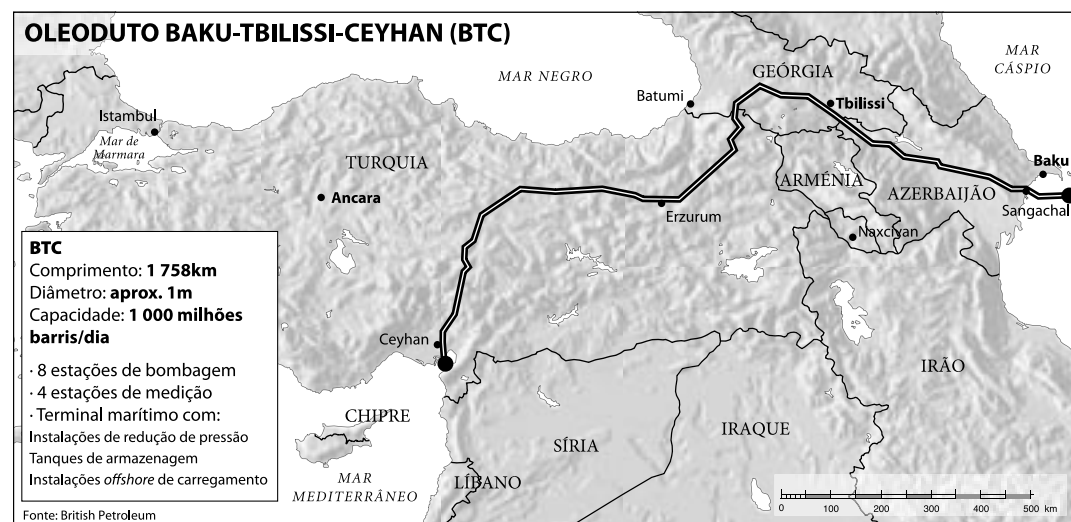 OLEODUTO BAKU-TBILISSI-CEYHAN (BTC)
MAR NEGRO
MAR
CÁSPIO
GEÓRGIA
Batumi
Tbilissi
Istambul
Mar de
Marmara
TURQUIA
Ancara
Erzurum
ARMÉNIA
AZERBAIJÃO
Baku
Sangachal
Naxcivan
BTC
Comprimento: 1 758km
Diâmetro: aprox. 1m
Capacidade: 1 000 milhões
barris/dia
· 8 estações de bombagem
· 4 estações de medição
· Terminal marítimo com:
Instalações de redução de pressão
Tanques de armazenagem
Instalações offshore de carregamento
Ceyhan
CHIPRE
MAR
MEDITERRÂNEO
LÍBANO
SÍRIA
IRAQUE
IRÃO
0 100 200 300 400 500 km
Fonte: British Petroleum